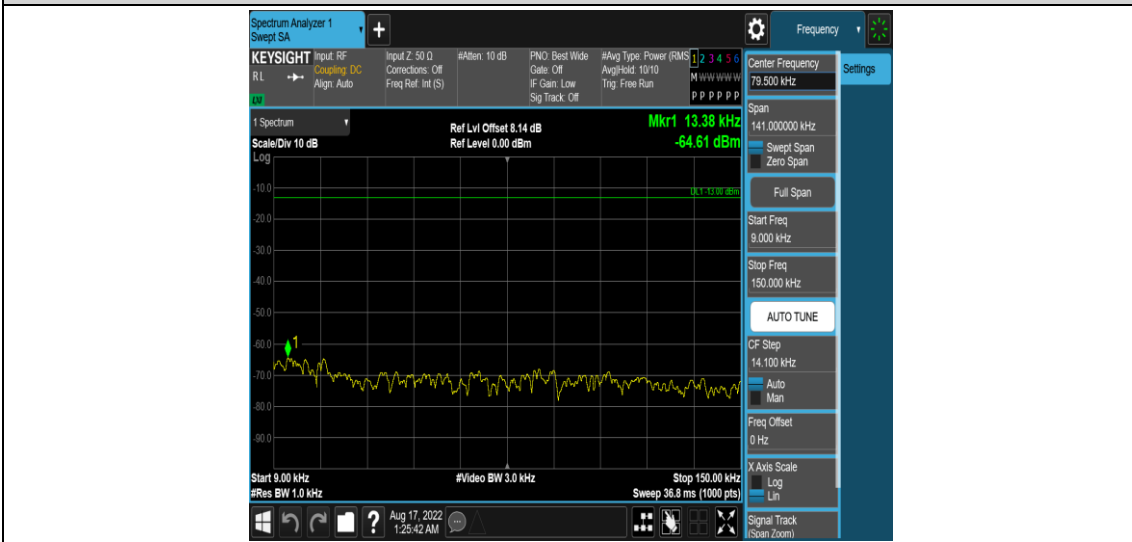 Spectrum Analyzer 1
Swept SA
+
Frequency
KEYSIGHT
R L
LXI
Input: RF
Coupling: DC
Align: Auto
Input Z: 50 Ω
Corrections: Off
Freq Ref: Int (S)
#Atten: 10 dB
PNO: Best Wide
Gate: Off
IF Gain: Low
Sig Track: Off
#Avg Type: Power (RMS
Avg|Hold: 10/10
Trig: Free Run
1 2 3 4 5 6
M W W W W W
P P P P P P
1 Spectrum
Scale/Div 10 dB
Log
Ref Lvl Offset 8.14 dB
Ref Level 0.00 dBm
Mkr1 13.38 kHz
-64.61 dBm
DL1 -13.00 dBm
-10.0
-20.0
-30.0
-40.0
-50.0
-60.0
-70.0
-80.0
-90.0
1
Start 9.00 kHz
#Res BW 1.0 kHz
#Video BW 3.0 kHz
Stop 150.00 kHz
Sweep 36.8 ms (1000 pts)
Center Frequency
79.500 kHz
Span
141.000000 kHz
Swept Span
Zero Span
Full Span
Start Freq
9.000 kHz
Stop Freq
150.000 kHz
AUTO TUNE
CF Step
14.100 kHz
Auto
Man
Freq Offset
0 Hz
X Axis Scale
Log
Lin
Signal Track
(Span Zoom)
Settings
?
Aug 17, 2022
1:25:42 AM